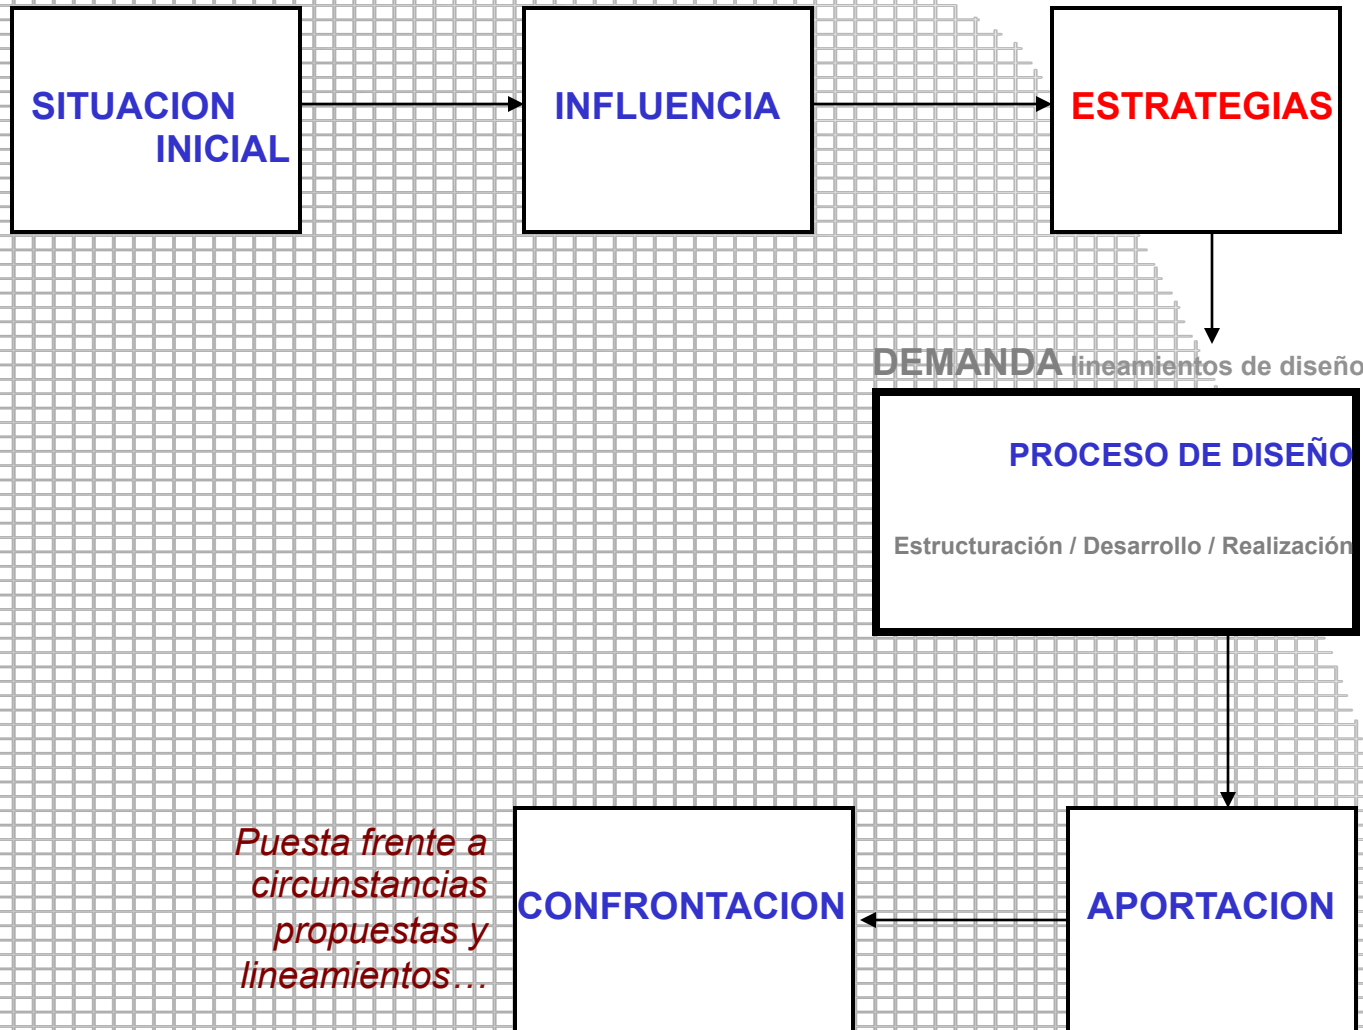 SITUACION
INICIAL
INFLUENCIA
ESTRATEGIAS
DEMANDA lineamientos de diseño
PROCESO DE DISEÑO
Estructuración / Desarrollo / Realización
Puesta frente a
circunstancias
propuestas y
lineamientos…
CONFRONTACION
APORTACION